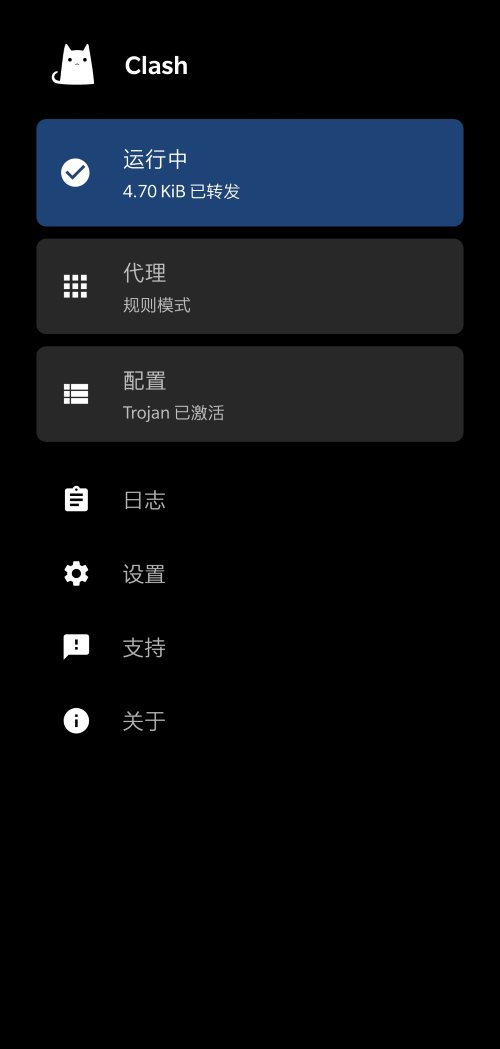 Clash
运行中
4.70 KiB 已转发
代理
规则模式
配置
Trojan 已激活
日志
设置
支持
关于